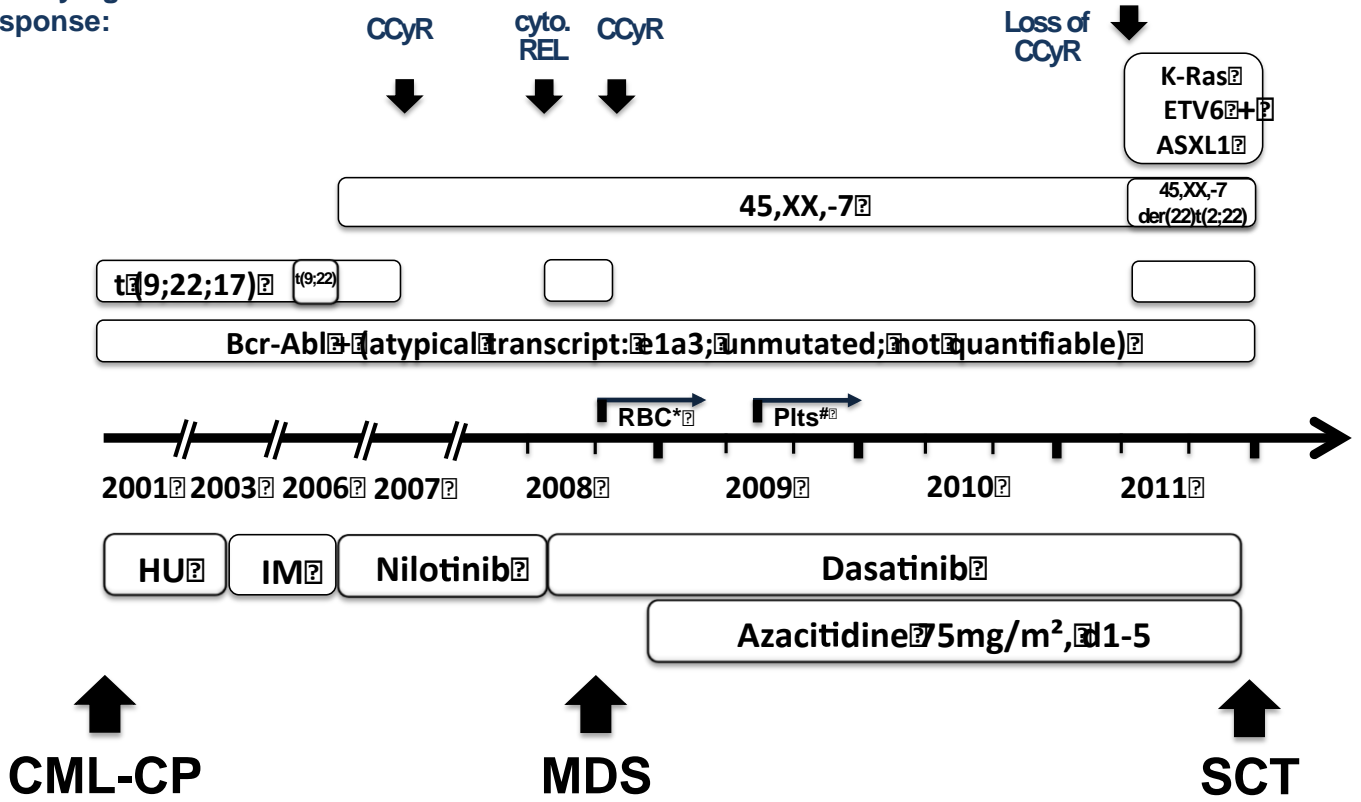 sponse:
CCyR
cyto.
REL
CCyR
Loss of
CCyR
K-Ras
ETV6 +
ASXL1
45,XX,-7
45,XX,-7
der(22)t(2;22)
t (9;22;17)
t(9;22)
Bcr-Abl + (atypical transcript: e1a3; unmutated; not quantifiable)
RBC*
Plts#
2001 2003 2006 2007 2008 2009 2010 2011
HU
IM
Nilotinib
Dasatinib
Azacitidine 75mg/m², d1-5
CML-CP
MDS
SCT